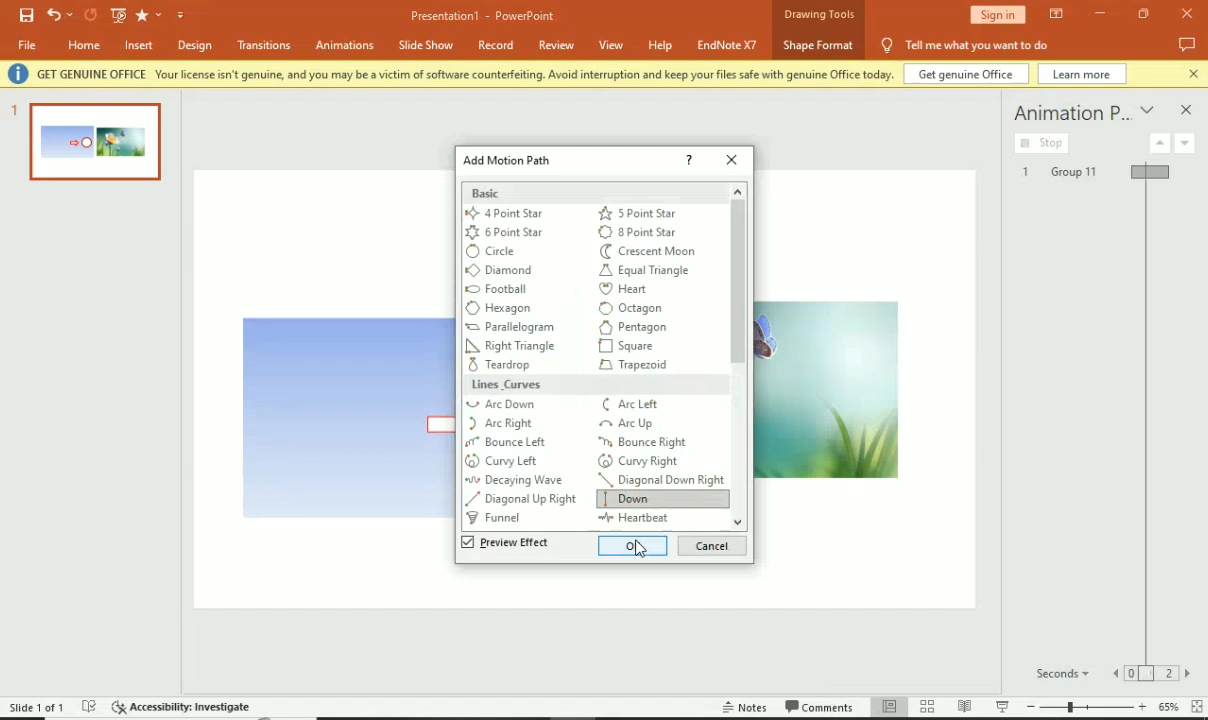 Presentation1 - PowerPoint
Drawing Tools
Sign in
File Home Insert Design Transitions Animations Slide Show Record Review View Help EndNote X7 Shape Format Tell me what you want to do
GET GENUINE OFFICE Your license isn't genuine, and you may be a victim of software counterfeiting. Avoid interruption and keep your files safe with genuine Office today. Get genuine Office Learn more
1
Animation P...
Stop
1 Group 11
Add Motion Path
Basic
4 Point Star 5 Point Star
6 Point Star 8 Point Star
Circle Crescent Moon
Diamond Equal Triangle
Football Heart
Hexagon Octagon
Parallelogram Pentagon
Right Triangle Square
Teardrop Trapezoid
Lines_Curves
Arc Down Arc Left
Arc Right Arc Up
Bounce Left Bounce Right
Curvy Left Curvy Right
Decaying Wave Diagonal Down Right
Diagonal Up Right Down
Funnel Heartbeat
Preview Effect Cancel
Seconds 0 2
Slide 1 of 1 Accessibility: Investigate Notes Comments 65%